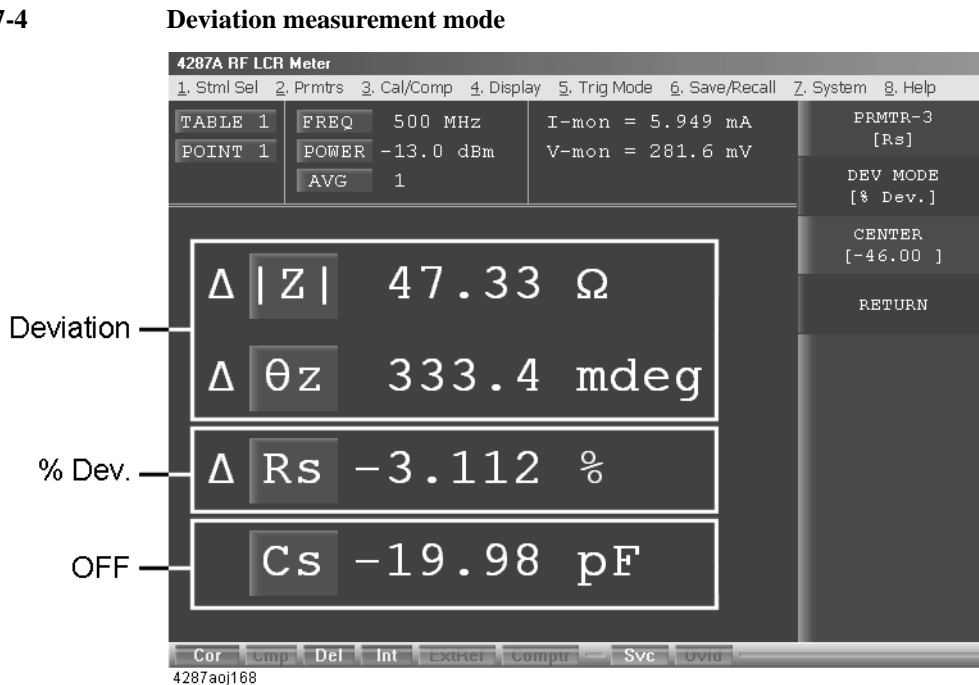 7-4 Deviation measurement mode
4287A RF LCR Meter
1. Stml Sel 2. Prmtrs 3. Cal/Comp 4. Display 5. Trig Mode 6. Save/Recall 7. System 8. Help
TABLE 1 FREQ 500 MHz I-mon = 5.949 mA
POINT 1 POWER -13.0 dBm V-mon = 281.6 mV
AVG 1
PRMTR-3
[Rs]
DEV MODE
[% Dev.]
CENTER
[-46.00 ]
RETURN
Deviation
Δ |Z| 47.33 Ω
Δ θz 333.4 mdeg
% Dev.
Δ Rs -3.112 %
OFF
Cs -19.98 pF
Cor Cmp Del Int ExtRef Comptr Svc Ovld
4287aoj168